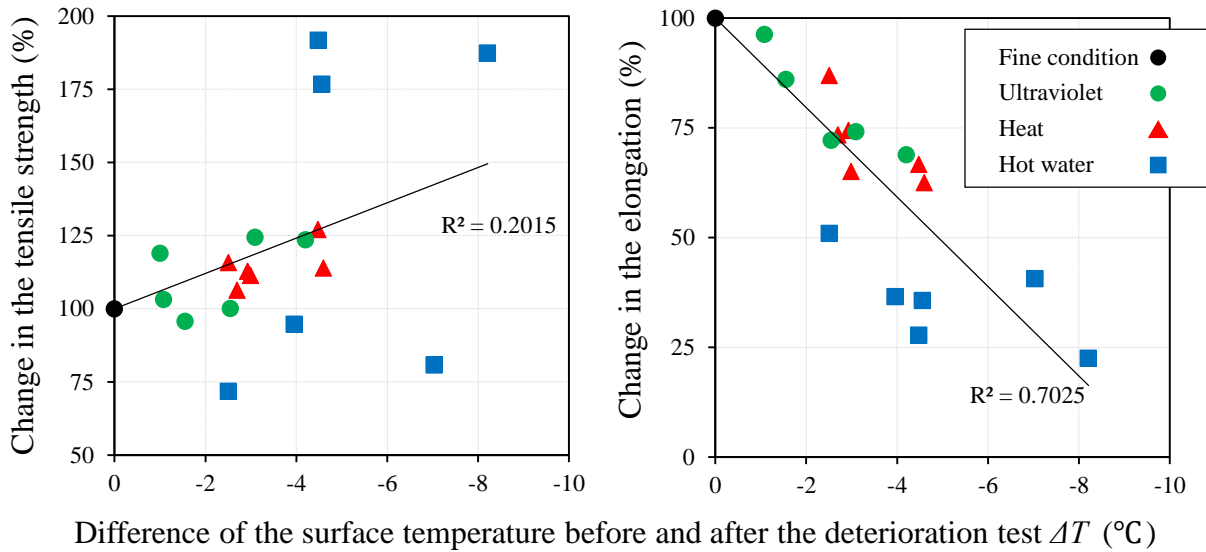 Change in the tensile strength (%)
200
175
150
125
100
75
50
0
-2
-4
-6
-8
-10
R² = 0.2015
Change in the elongation (%)
100
75
50
25
0
0
-2
-4
-6
-8
-10
R² = 0.7025
Fine condition
Ultraviolet
Heat
Hot water
Difference of the surface temperature before and after the deterioration test ΔT (℃)